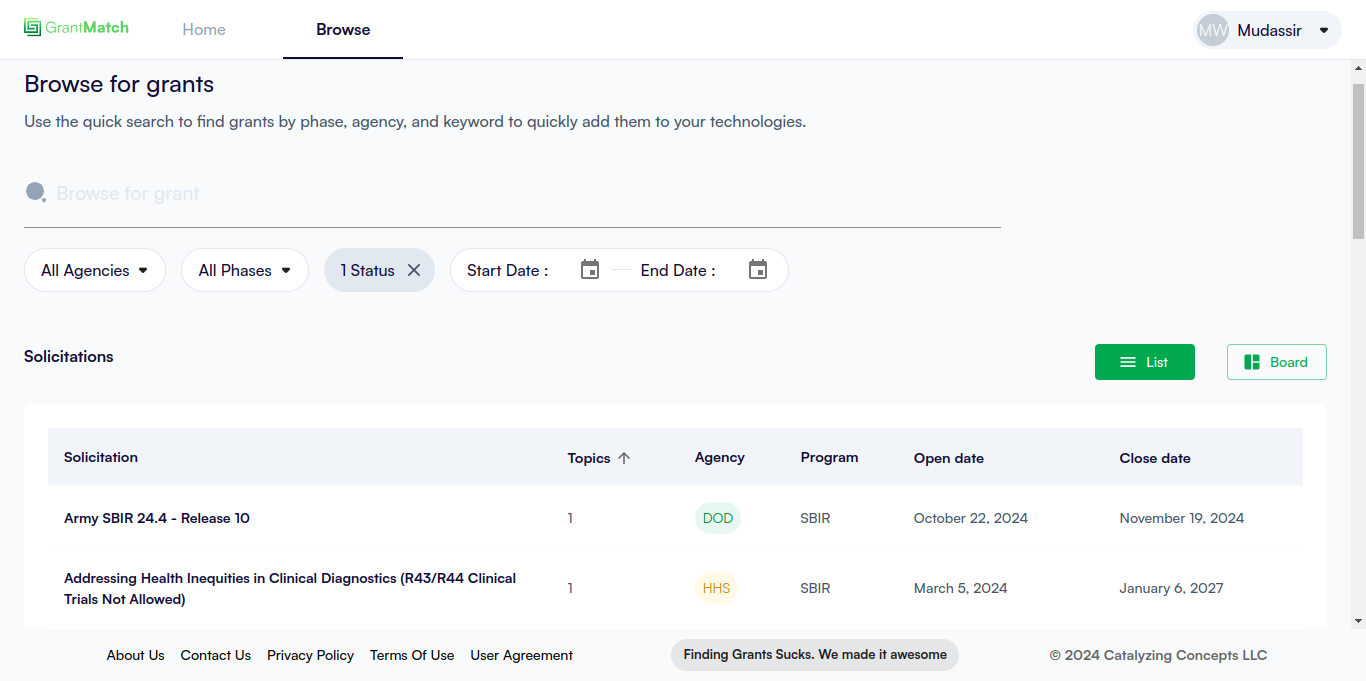 GrantMatch
Home
Browse
MW
Mudassir
Browse for grants
Use the quick search to find grants by phase, agency, and keyword to quickly add them to your technologies.
Browse for grant
All Agencies
All Phases
1 Status
Start Date :
End Date :
Solicitations
List
Board
Solicitation
Topics
Agency
Program
Open date
Close date
Army SBIR 24.4 - Release 10
1
DOD
SBIR
October 22, 2024
November 19, 2024
Addressing Health Inequities in Clinical Diagnostics (R43/R44 Clinical
Trials Not Allowed)
1
HHS
SBIR
March 5, 2024
January 6, 2027
About Us
Contact Us
Privacy Policy
Terms Of Use
User Agreement
Finding Grants Sucks. We made it awesome
© 2024 Catalyzing Concepts LLC